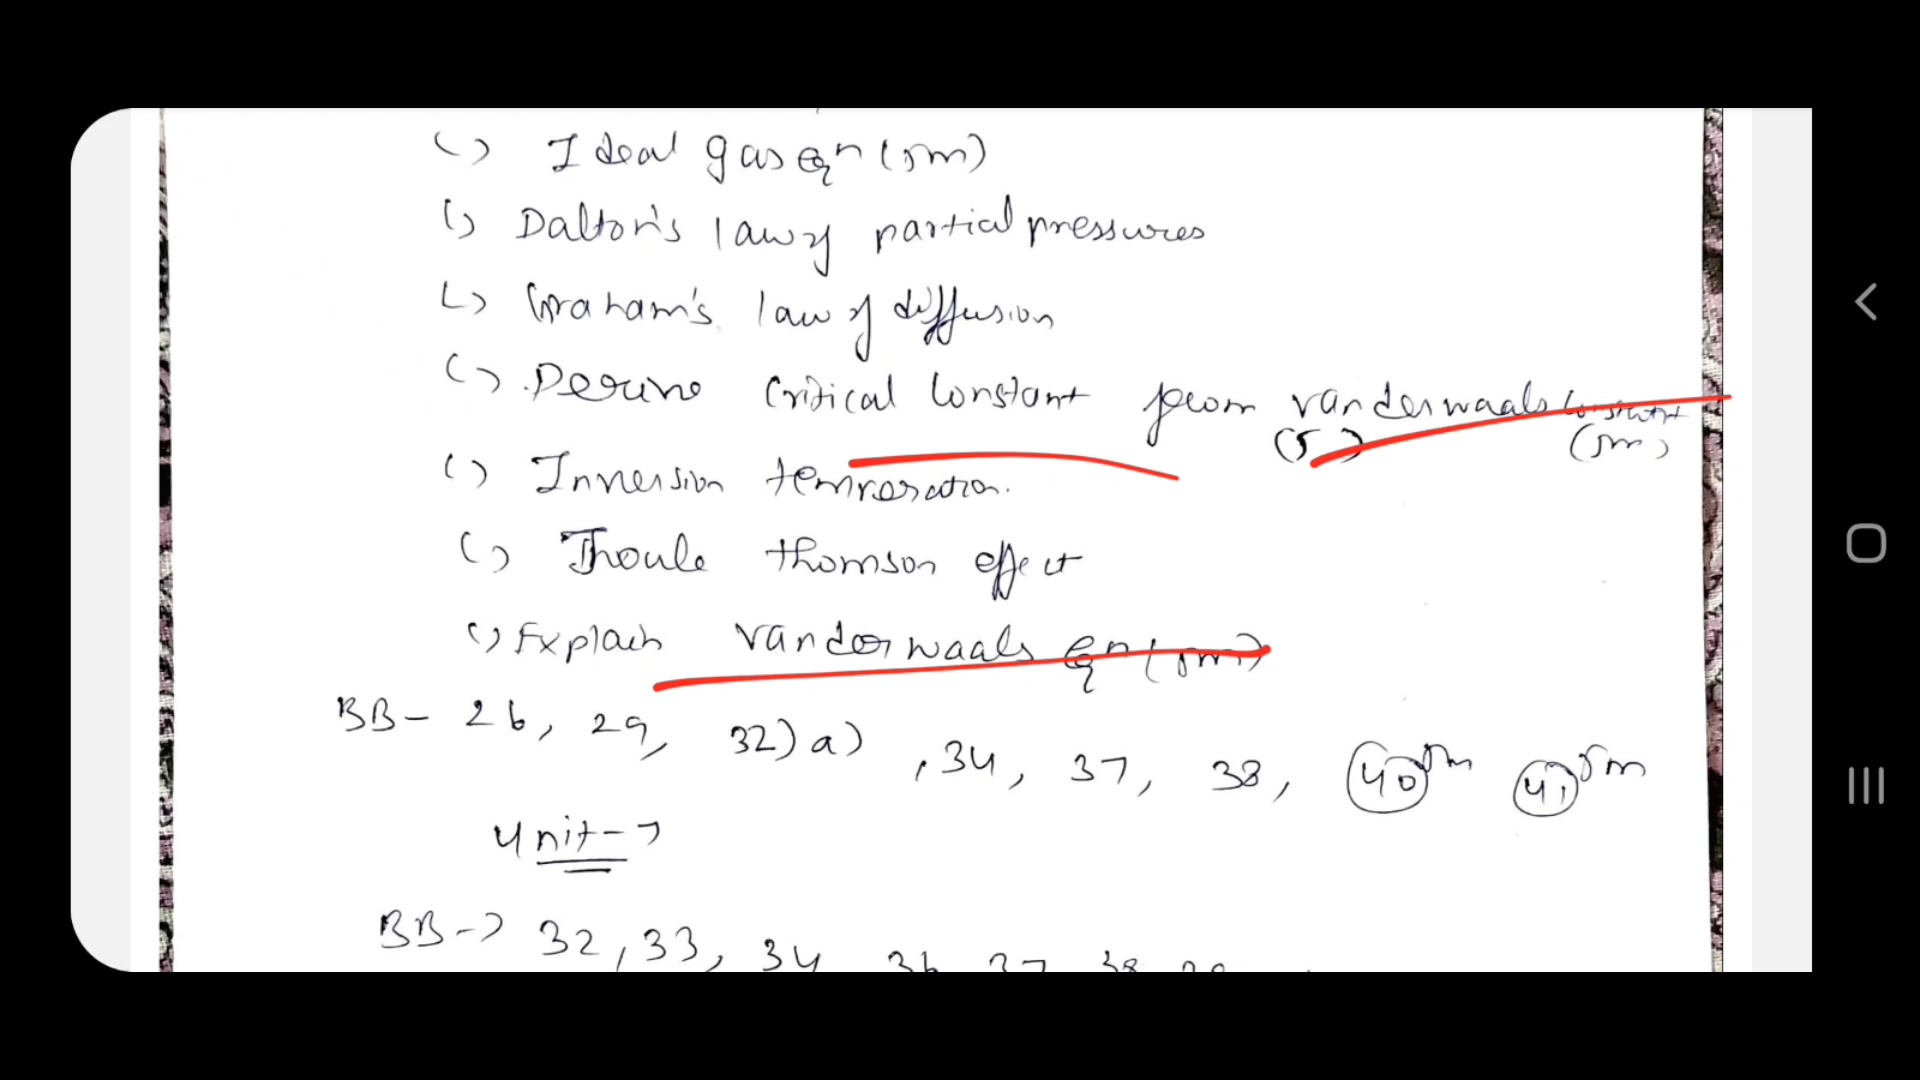 () Ideal gas eqn (5m)
() Dalton's law of partial pressures
() Graham's law of diffusion
() Derive critical constant from vanderwaals constant
(5) (5m)
() Inversion
() Thoule thomson effect
() Explain vanderwaals Eqn (5m)
BB- 26, 29, 32) a), 34, 37, 38, 40 5m 41 5m
Unit-7
BB-> 32, 33, 34